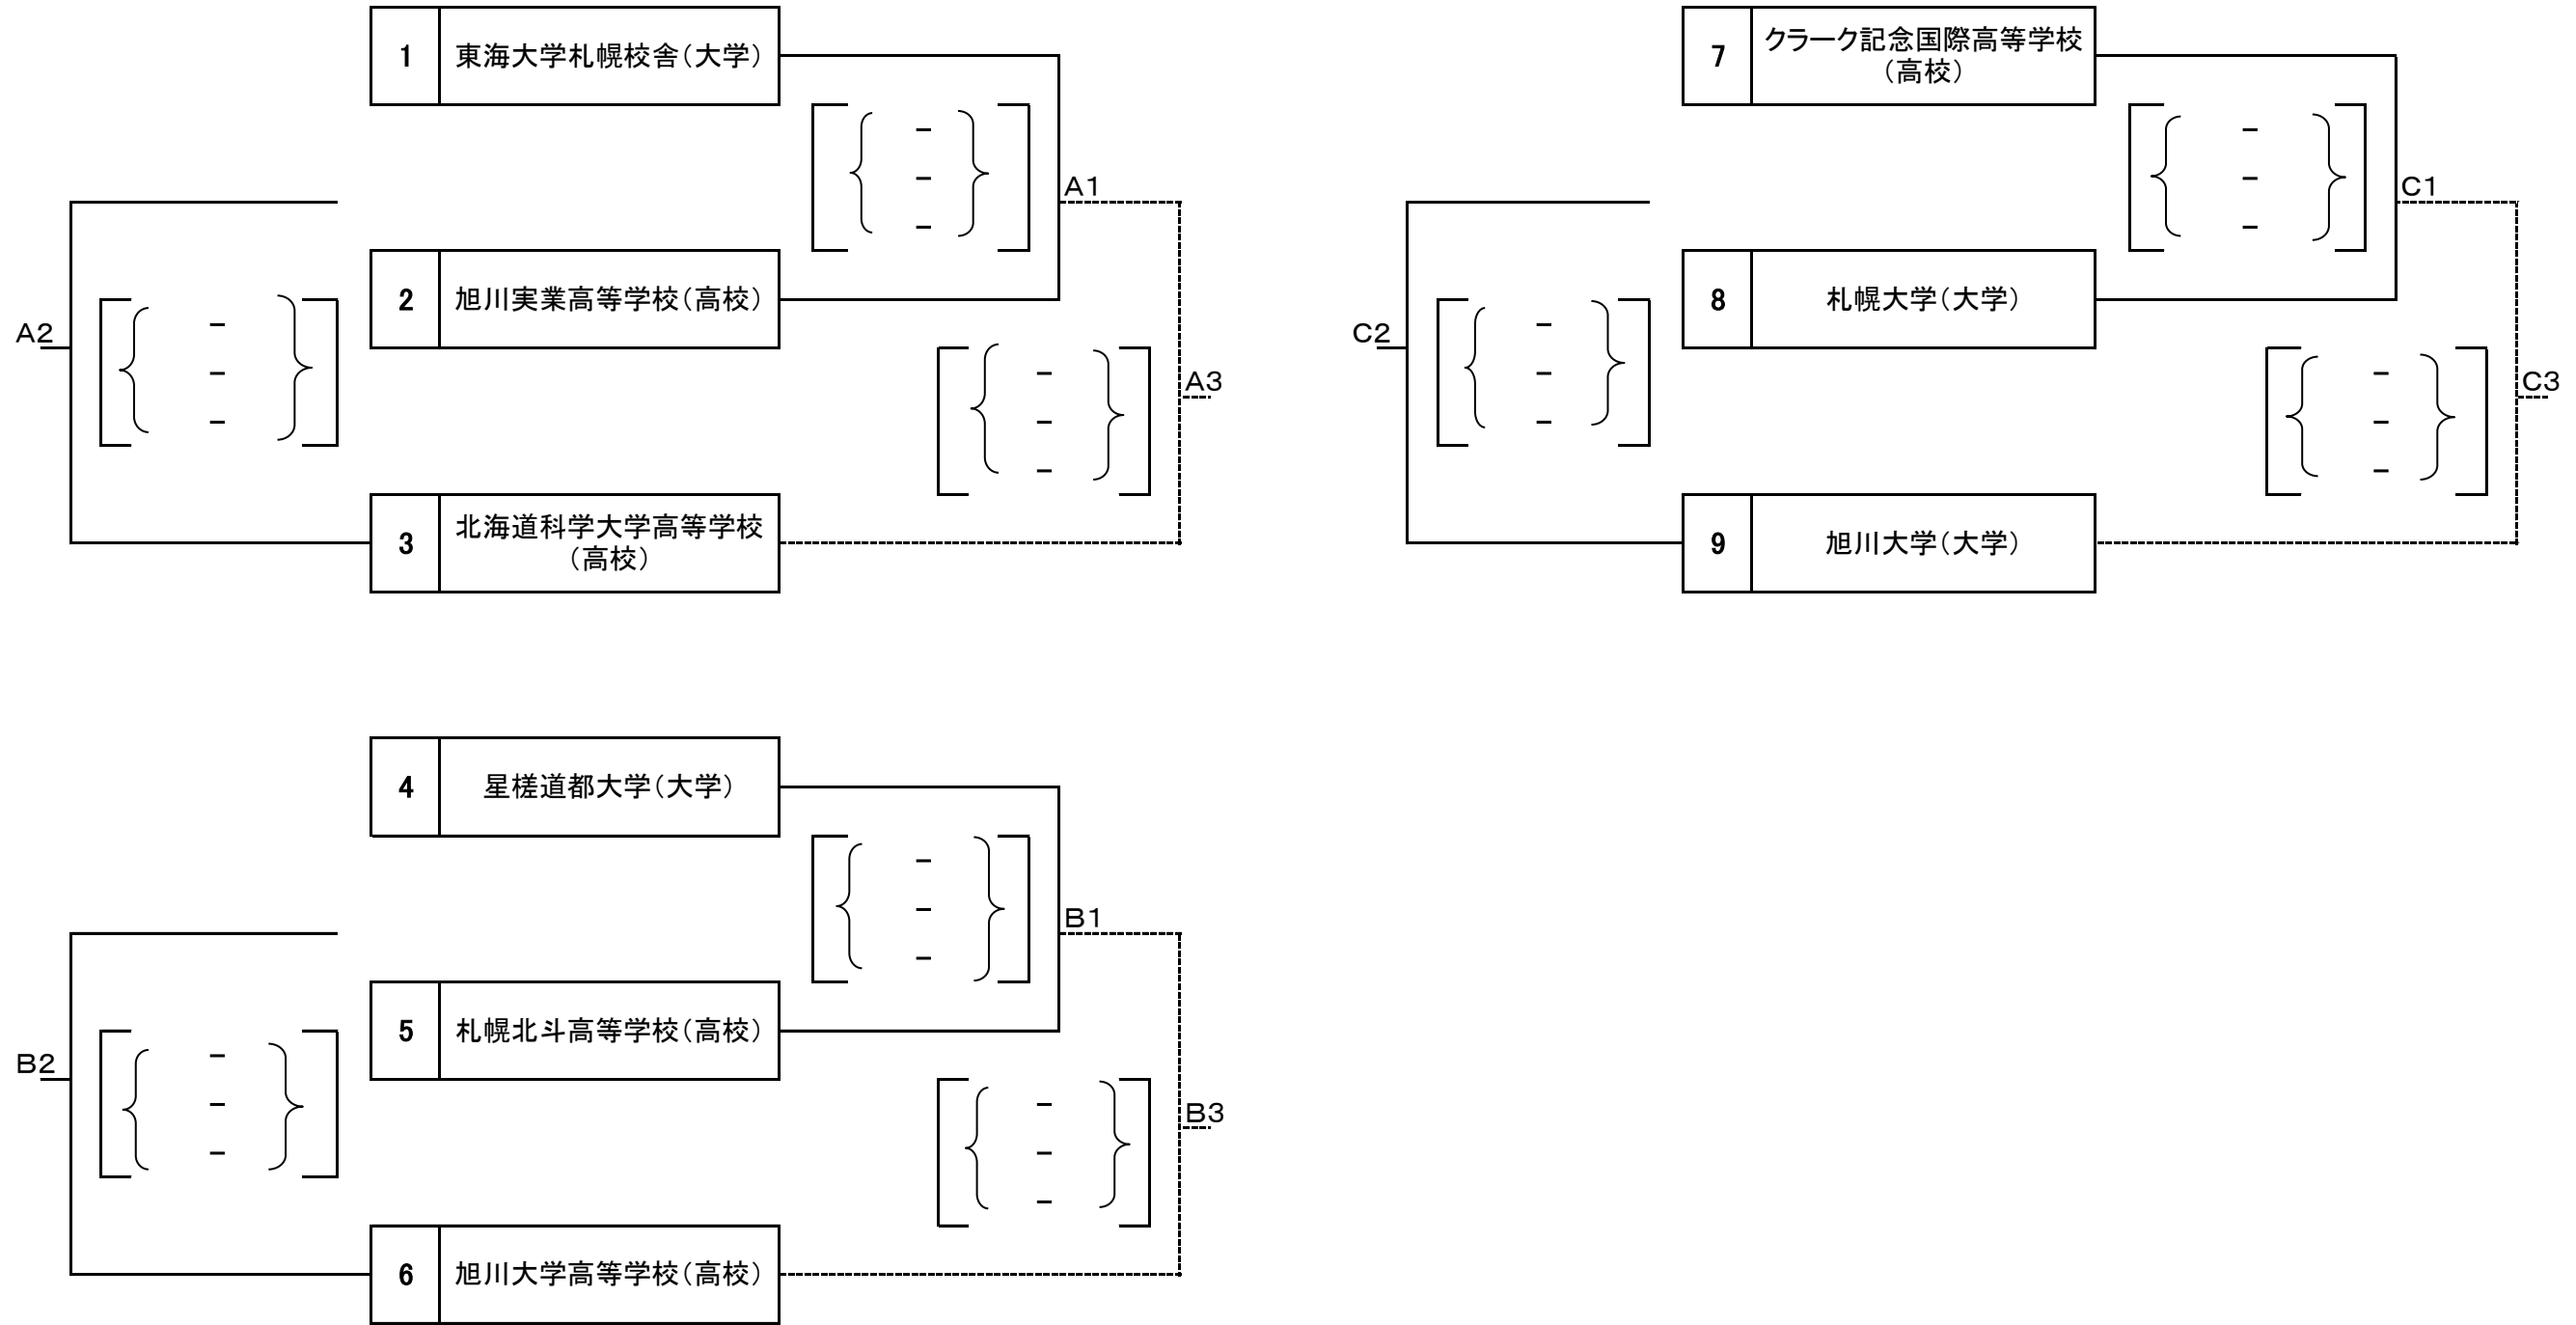 1 東海大学札幌校舎(大学)
A1
2 旭川実業高等学校(高校)
A2
A3
3 北海道科学大学高等学校
(高校)
4 星槎道都大学(大学)
B1
5 札幌北斗高等学校(高校)
B2
B3
6 旭川大学高等学校(高校)
7 クラーク記念国際高等学校
(高校)
C1
8 札幌大学(大学)
C2
C3
9 旭川大学(大学)